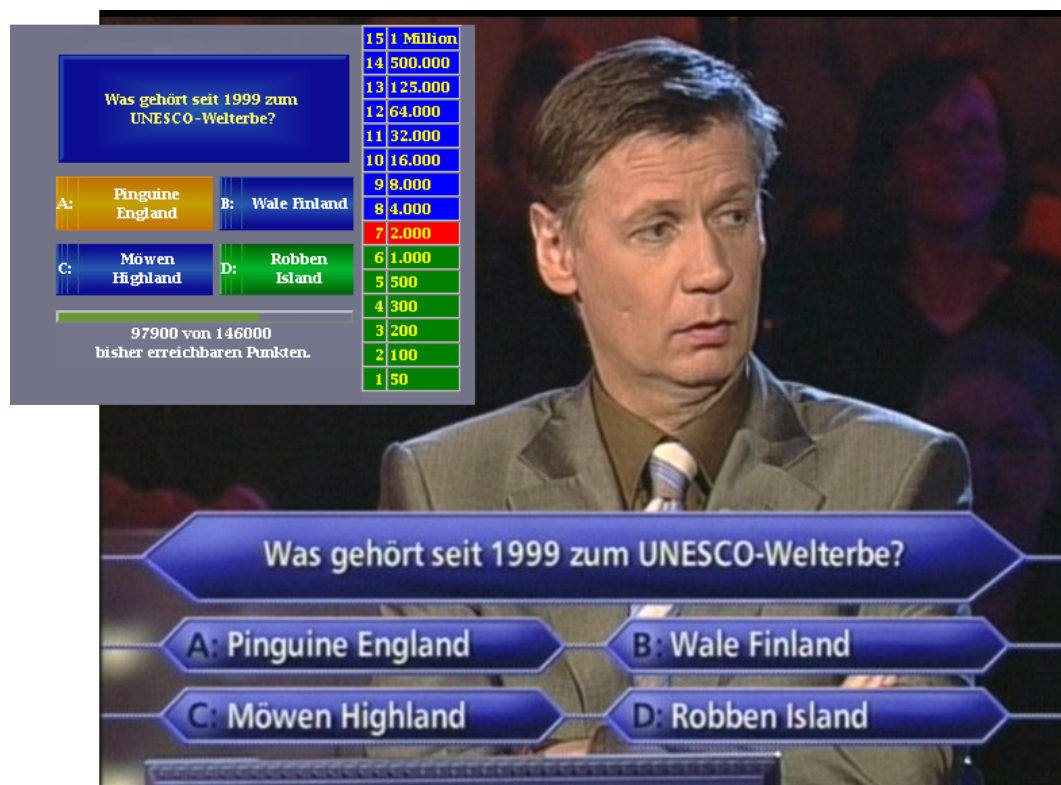 Was gehört seit 1999 zum
UNESCO-Welterbe?
A: Pinguine
England
B: Wale Finland
C: Möwen
Highland
D: Robben
Island
97900 von 146000
bisher erreichbaren Punkten.
15 1 Million
14 500.000
13 125.000
12 64.000
11 32.000
10 16.000
9 8.000
8 4.000
7 2.000
6 1.000
5 500
4 300
3 200
2 100
1 50
Was gehört seit 1999 zum UNESCO-Welterbe?
A: Pinguine England
B: Wale Finland
C: Möwen Highland
D: Robben Island